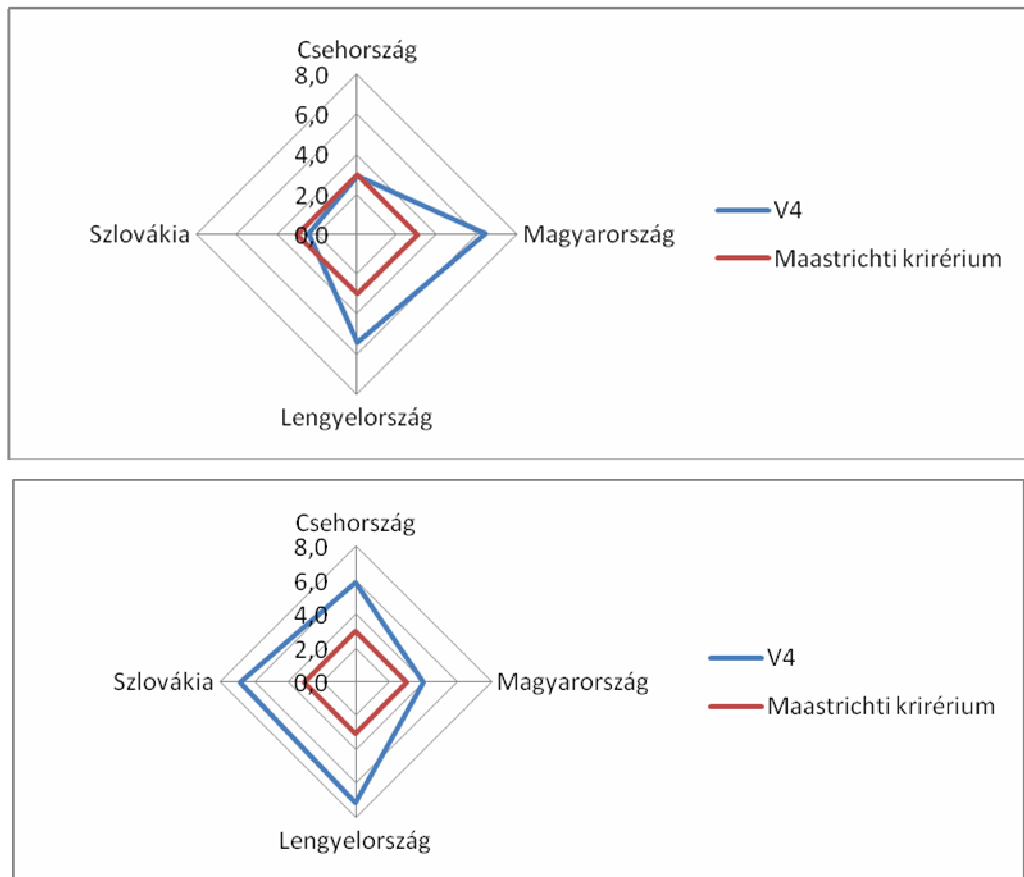 Csehország
8,0
6,0
4,0
2,0
0,0
Szlovákia
Magyarország
Lengyelország
V4
Maastrichti krirérium
Csehország
8,0
6,0
4,0
2,0
0,0
Szlovákia
Magyarország
Lengyelország
V4
Maastrichti krirérium